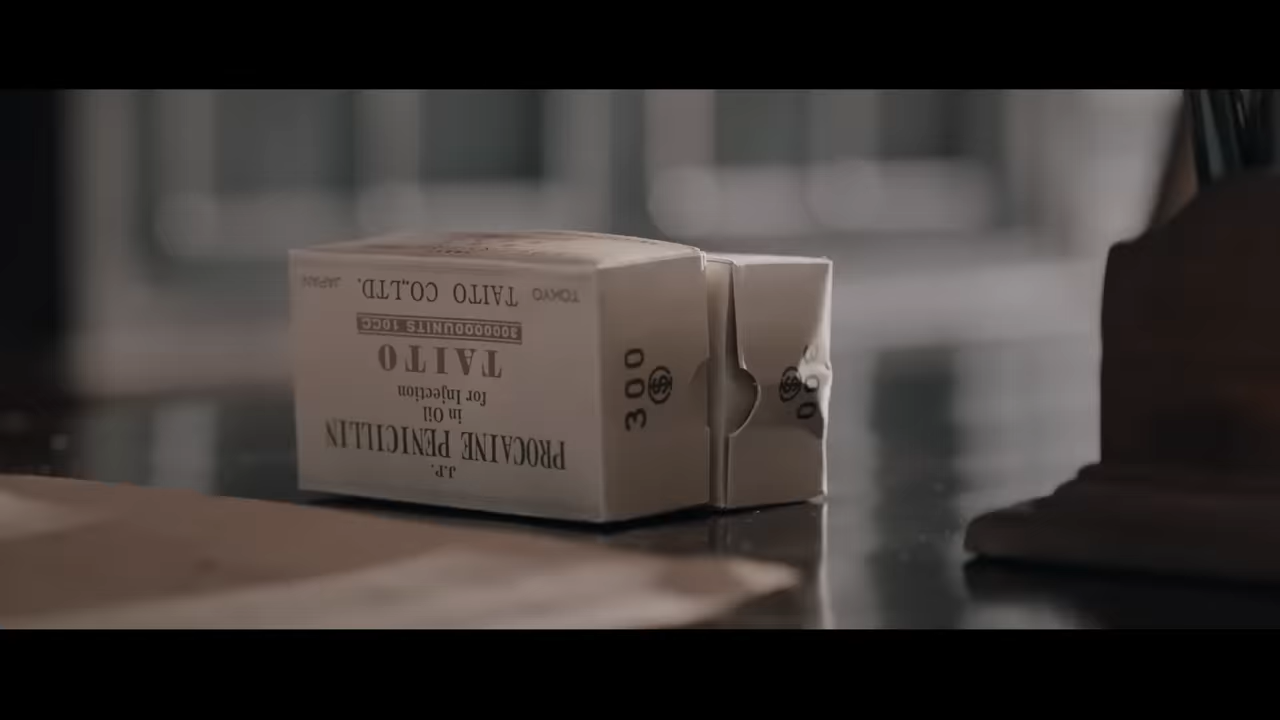 J.P.
PROCAINE PENICILLIN
in Oil
for Injection
TAITO
3000000UNITS 10CC
TOKYO TAITO CO.,LTD. JAPAN
300